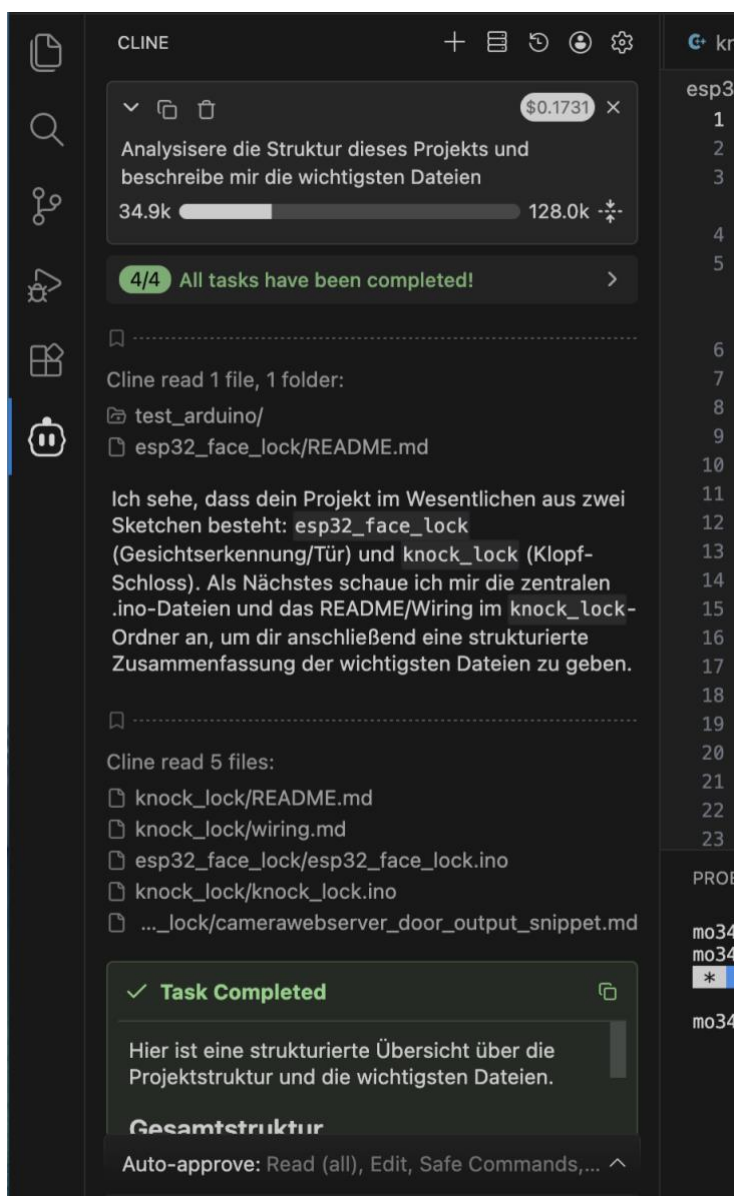 CLINE
$0.1731
Analysisere die Struktur dieses Projekts und
beschreibe mir die wichtigsten Dateien
34.9k 128.0k
4/4 All tasks have been completed!
Cline read 1 file, 1 folder:
test_arduino/
esp32_face_lock/README.md
Ich sehe, dass dein Projekt im Wesentlichen aus zwei
Sketchen besteht: esp32_face_lock
(Gesichtserkennung/Tür) und knock_lock (Klopf-
Schloss). Als Nächstes schaue ich mir die zentralen
.ino-Dateien und das README/Wiring im knock_lock-
Ordner an, um dir anschließend eine strukturierte
Zusammenfassung der wichtigsten Dateien zu geben.
Cline read 5 files:
knock_lock/README.md
knock_lock/wiring.md
esp32_face_lock/esp32_face_lock.ino
knock_lock/knock_lock.ino
..._lock/camerawebserver_door_output_snippet.md
Task Completed
Hier ist eine strukturierte Übersicht über die
Projektstruktur und die wichtigsten Dateien.
Gesamtstruktur
Auto-approve: Read (all), Edit, Safe Commands,...
kn
esp3
1
2
3
4
5
6
7
8
9
10
11
12
13
14
15
16
17
18
19
20
21
22
23
PROB
mo34
mo34
*
mo34